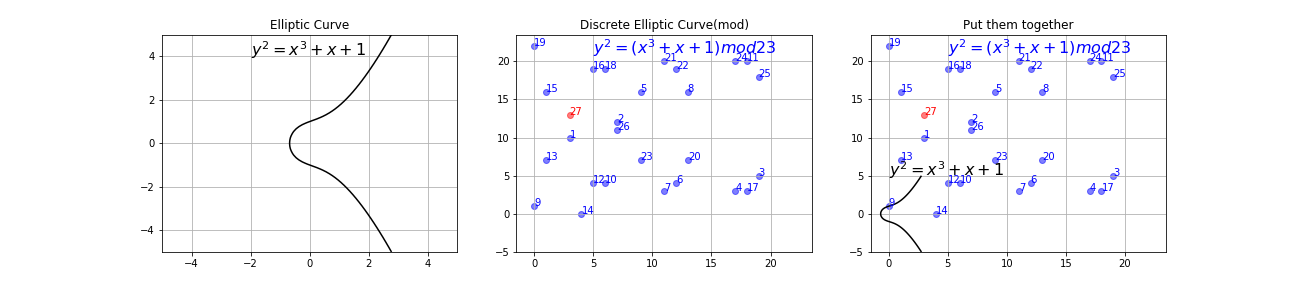 Elliptic Curve
y² = x³ + x + 1
4
2
0
−2
−4
−4 −2 0 2 4
Discrete Elliptic Curve(mod)
y² = (x³ + x + 1)mod23
19
21 24 11
16 18 22
25
15 5 8
27
2
26
1
13 23 20
3
12 10 6
7 4 17
9
14
20
15
10
5
0
−5
0 5 10 15 20
Put them together
y² = (x³ + x + 1)mod23
19
21 24 11
16 18 22
25
15 5 8
27
2
26
1
13 23 20
y² = x³ + x + 1
3
12 10 6
7 4 17
9
14
20
15
10
5
0
−5
0 5 10 15 20